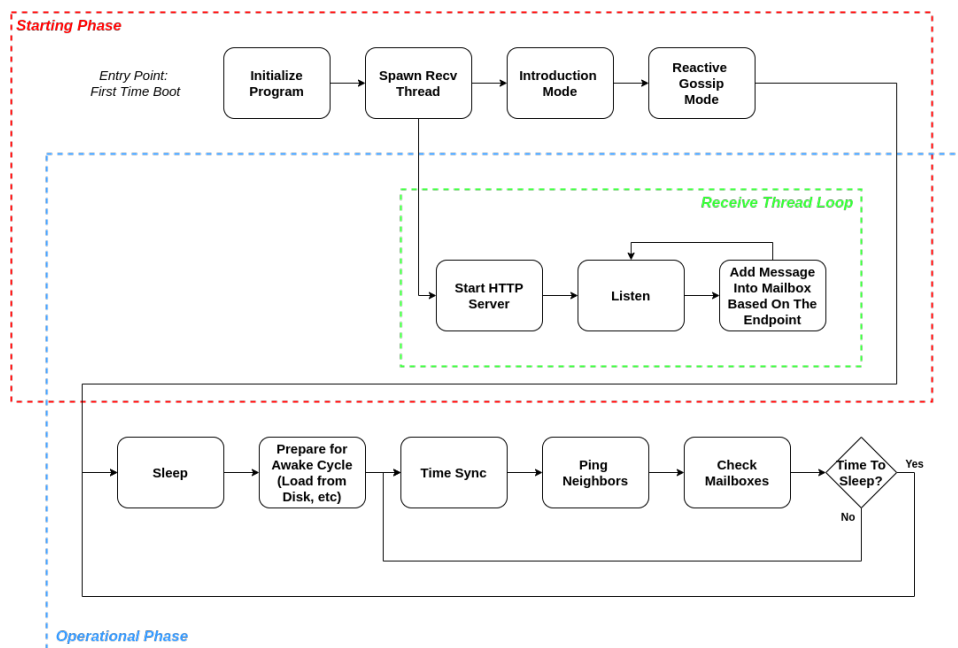 Starting Phase
Entry Point:
First Time Boot
Initialize
Program
Spawn Recv
Thread
Introduction
Mode
Reactive
Gossip
Mode
Receive Thread Loop
Start HTTP
Server
Listen
Add Message
Into Mailbox
Based On The
Endpoint
Sleep
Prepare for
Awake Cycle
(Load from
Disk, etc)
Time Sync
Ping
Neighbors
Check
Mailboxes
Time To
Sleep?
Yes
No
Operational Phase